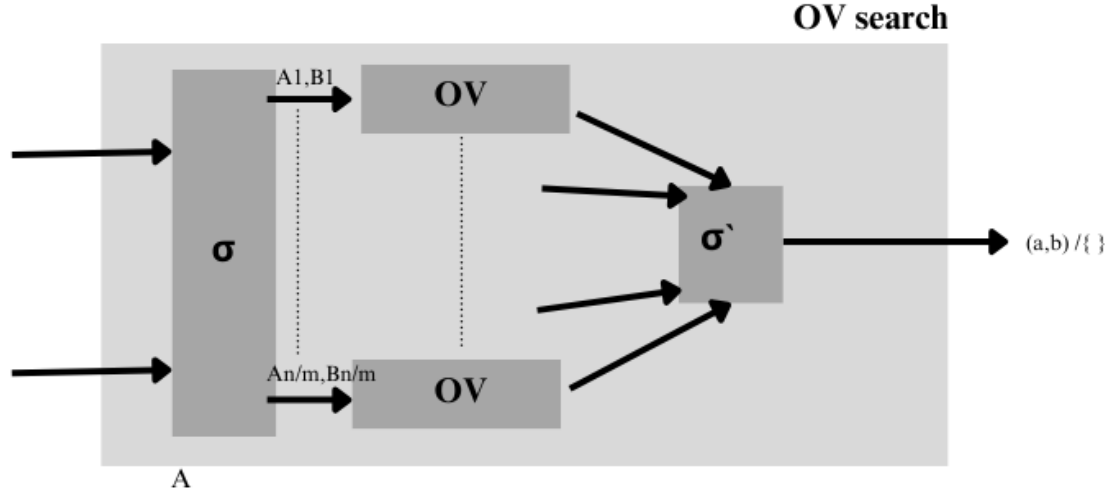 OV search
A1,B1
OV
σ
σ`
(a,b) /{ }
An/m,Bn/m
OV
A